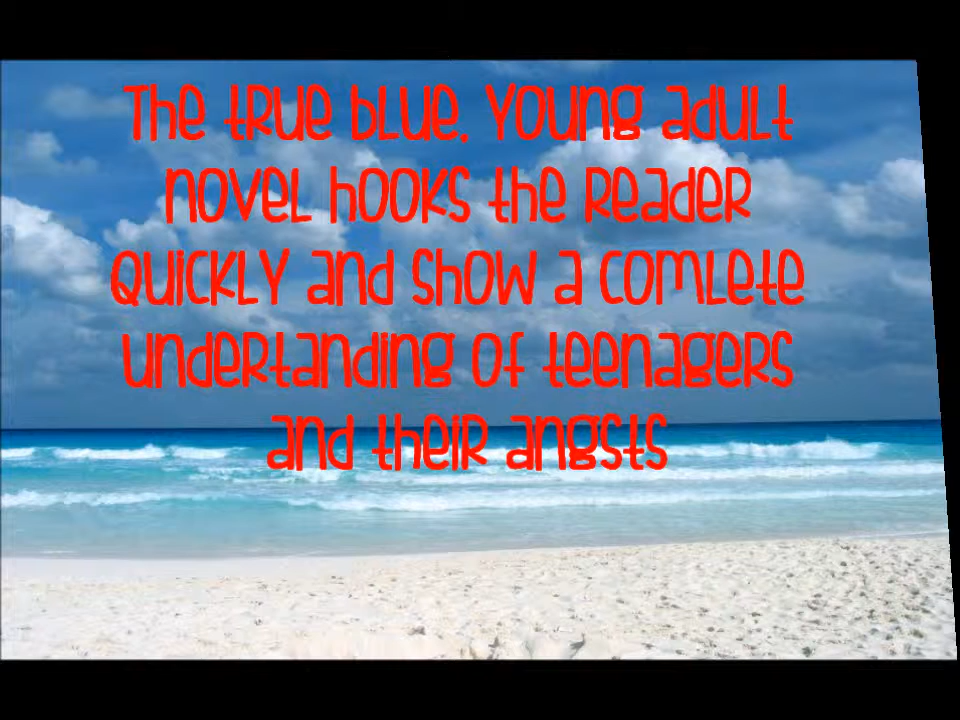 The true blue. Young adult
novel hooks the reader
quickly and show a comlete
undertanding of teenagers
and their angsts